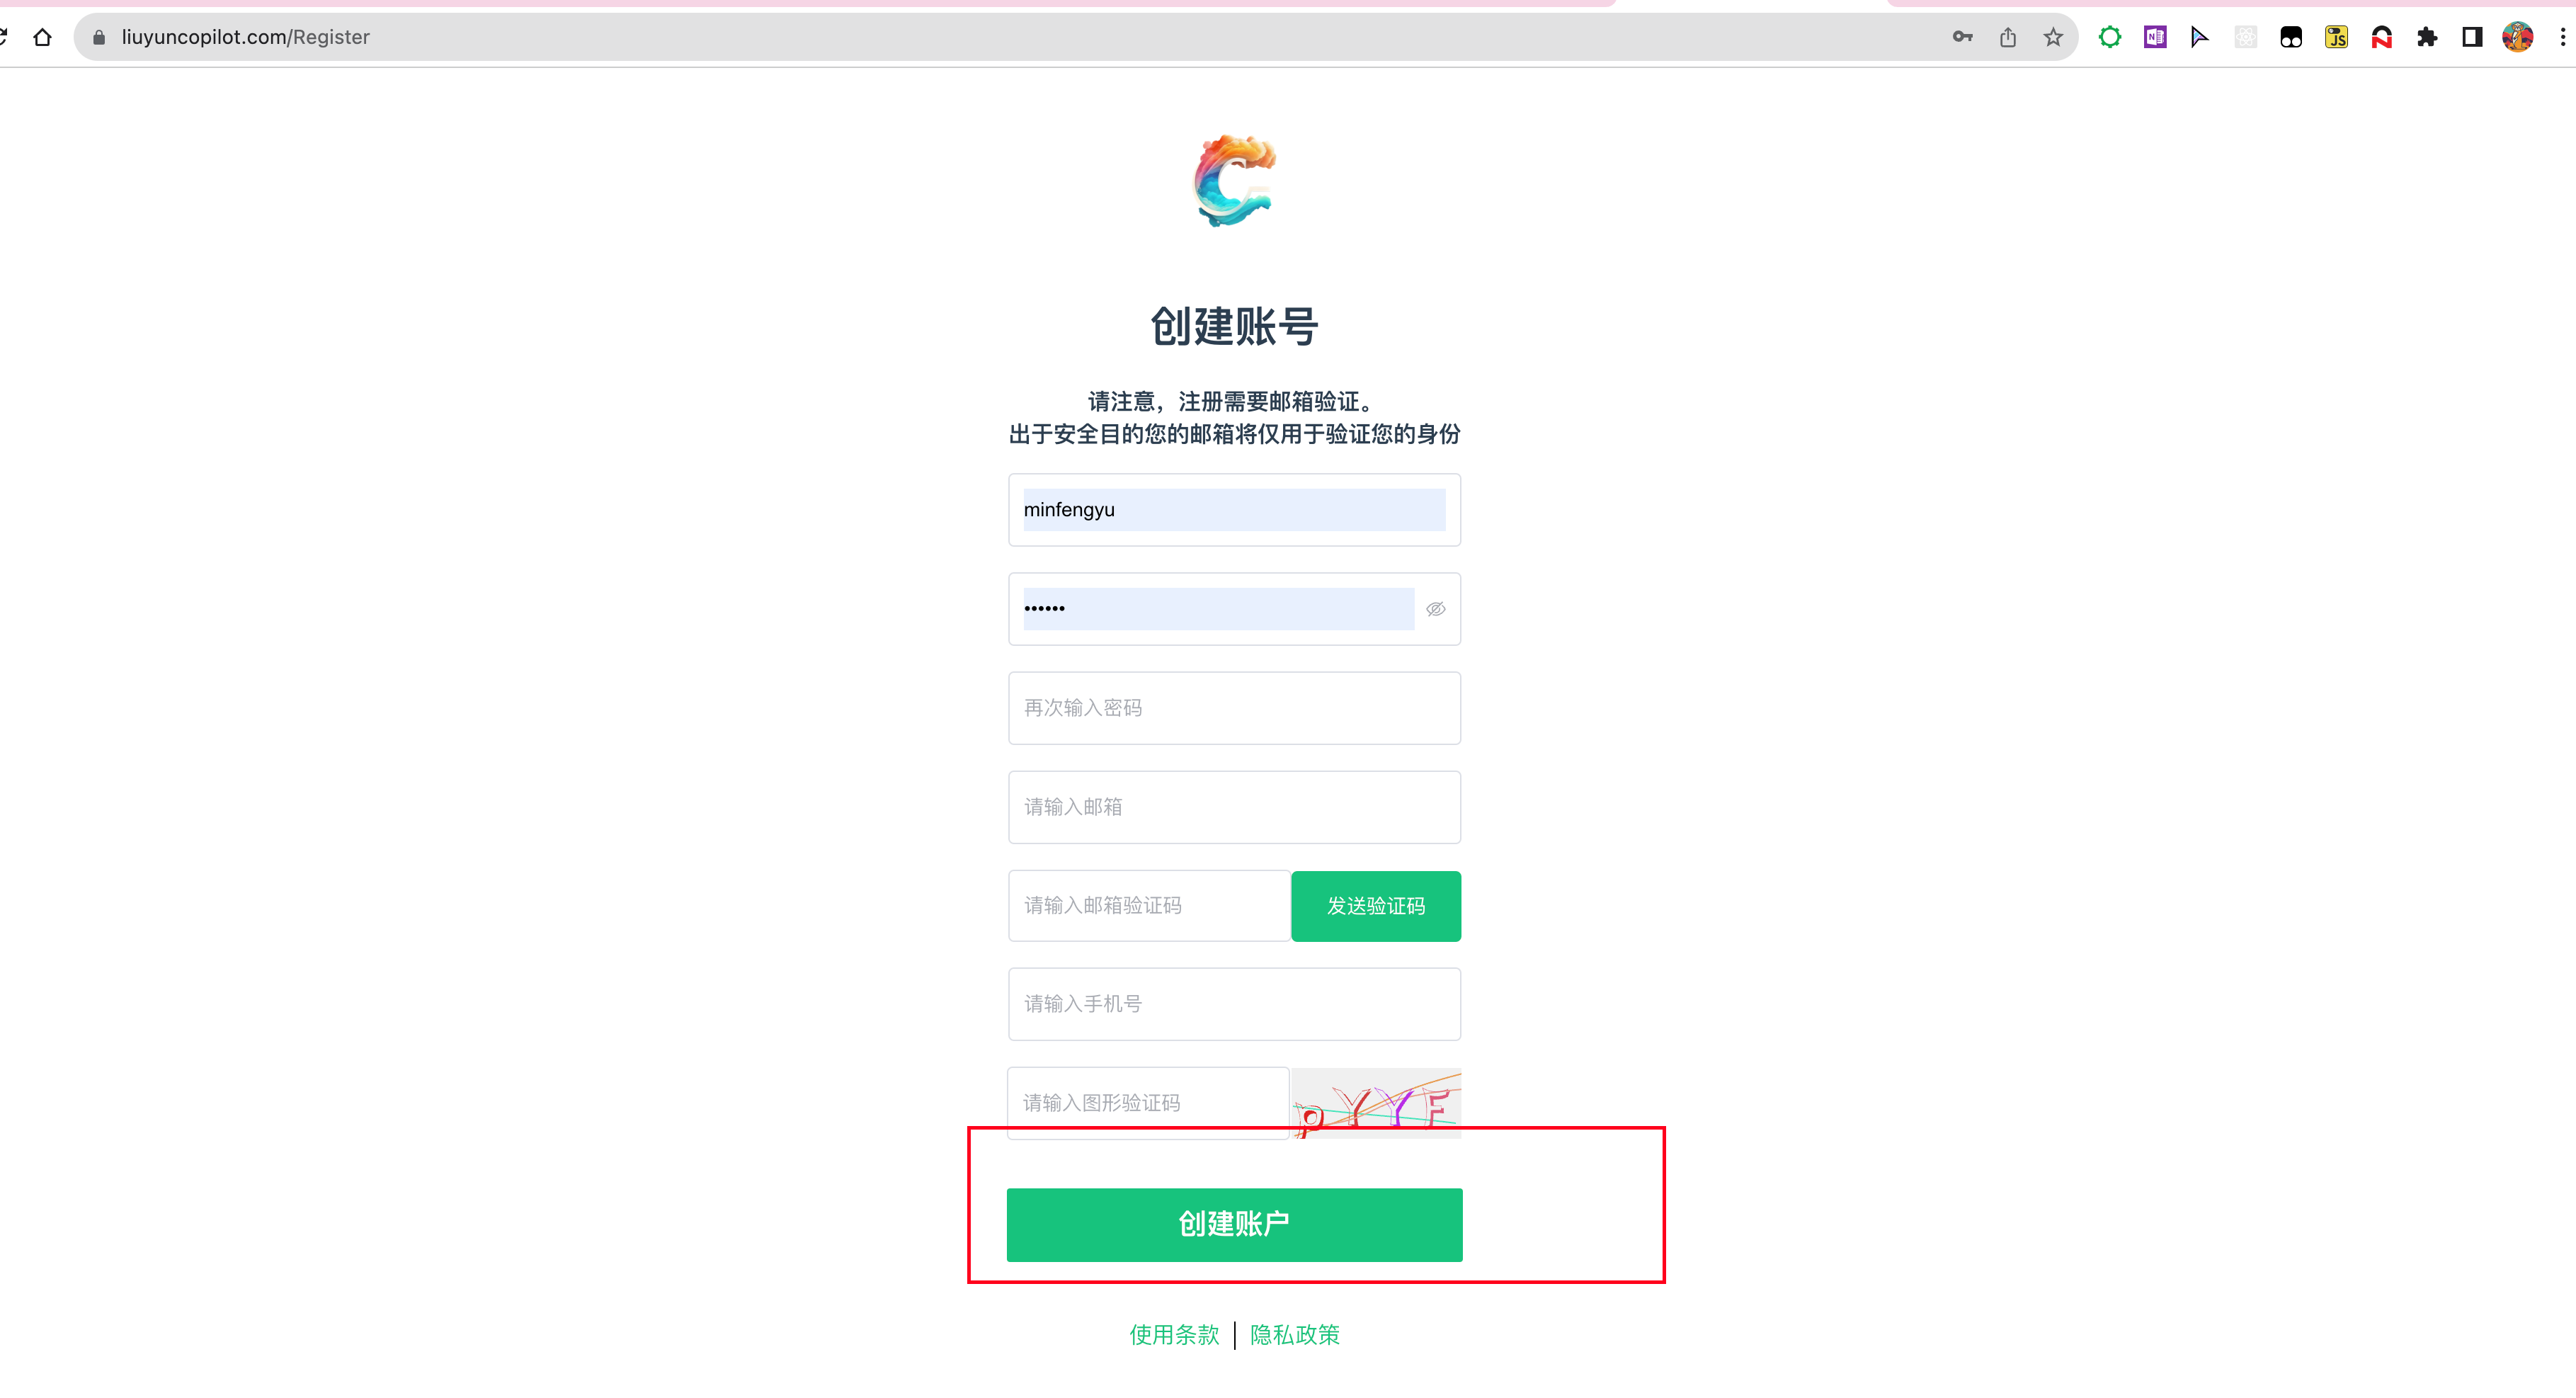 liuyuncopilot.com/Register
创建账号
请注意，注册需要邮箱验证。
出于安全目的您的邮箱将仅用于验证您的身份
minfengyu
••••••
再次输入密码
请输入邮箱
请输入邮箱验证码
发送验证码
请输入手机号
请输入图形验证码
pYYF
创建账户
使用条款 | 隐私政策